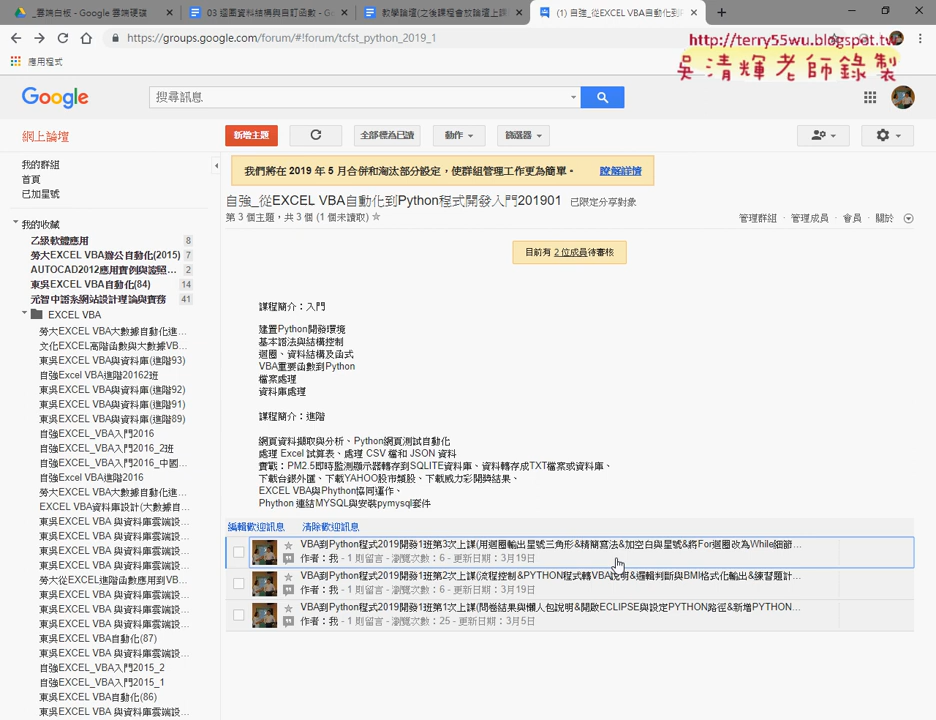 _雲端白板 - Google 雲端硬碟
03 迴圈資料結構與自訂函數 - G
教學論壇(之後課程會放論壇上課
(1) 自強_從EXCEL VBA自動化到P
https://groups.google.com/forum/#!forum/tcfst_python_2019_1
http://terry55wu.blogspot.tw
吳清輝老師錄製
應用程式
Google
搜尋訊息
網上論壇
新增主題
全部標為已讀
動作
篩選器
我的群組
首頁
已加星號
我們將在 2019 年 5 月合併和淘汰部分設定，使群組管理工作更為簡單。 瞭解詳情
自強_從EXCEL VBA自動化到Python程式開發入門201901 已限定分享對象
第 3 個主題，共 3 個 (1 個未讀取)
管理群組 · 管理成員 · 會員 · 關於
我的收藏
乙級軟體應用 8
勞大EXCEL VBA辦公自動化(2015) 7
AUTOCAD2012應用實例與證照... 2
東吳EXCEL VBA自動化(84) 14
元智中語系網站設計理論與實務 41
EXCEL VBA
勞大EXCEL VBA大數據自動化進...
文化EXCEL高階函數與大數據VB...
東吳EXCEL VBA與資料庫(進階93)
自強Excel VBA進階20162班
東吳EXCEL VBA與資料庫(進階92)
東吳EXCEL VBA與資料庫(進階91)
東吳EXCEL VBA與資料庫(進階89)
自強EXCEL_VBA入門2016
自強EXCEL_VBA入門2016_2班
自強EXCEL_VBA入門2016_中國...
自強Excel VBA進階2016
勞大EXCEL VBA大數據自動化進...
EXCEL VBA資料庫設計(大數據自...
東吳EXCEL VBA 與資料庫雲端設...
東吳EXCEL VBA 與資料庫雲端設...
東吳EXCEL VBA 與資料庫雲端設...
東吳EXCEL VBA 與資料庫雲端設...
勞大從EXCEL進階函數應用到VB...
東吳EXCEL VBA 與資料庫雲端設...
東吳EXCEL VBA 與資料庫雲端設...
東吳EXCEL VBA 與資料庫雲端設...
東吳EXCEL VBA自動化(87)
東吳EXCEL VBA 與資料庫雲端設...
自強EXCEL_VBA入門2015_2
自強EXCEL_VBA入門2015_1
東吳EXCEL VBA自動化(86)
東吳EXCEL VBA 與資料庫雲端設...
目前有 2 位成員待審核
課程簡介：入門
建置Python開發環境
基本語法與結構控制
迴圈、資料結構及函式
VBA重要函數到Python
檔案處理
資料庫處理
課程簡介：進階
網頁資料擷取與分析、Python網頁測試自動化
處理 Excel 試算表、處理 CSV 檔和 JSON 資料
實戰：PM2.5即時監測顯示器轉存到SQLITE資料庫、資料轉存成TXT檔案或資料庫、
下載台銀外匯、下載YAHOO股市類股、下載威力彩開獎結果、
EXCEL VBA與Phython協同運作、
Phython 連結MYSQL與安裝pymysql套件
編輯歡迎訊息 清除歡迎訊息
VBA到Python程式2019開發1班第3次上課(用迴圈輸出星號三角形&精簡寫法&加空白與星號&將For迴圈改為While細節...
作者：我 - 1 則留言 - 瀏覽次數：6 - 更新日期：3月19日
VBA到Python程式2019開發1班第2次上課(流程控制&PYTHON程式轉VBA說明&邏輯判斷與BMI格式化輸出&練習題計...
作者：我 - 1 則留言 - 瀏覽次數：6 - 更新日期：3月19日
VBA到Python程式2019開發1班第1次上課(問卷結果與懶人包說明&開啟ECLIPSE與設定PYTHON路徑&新增PYTHON...
作者：我 - 1 則留言 - 瀏覽次數：25 - 更新日期：3月5日